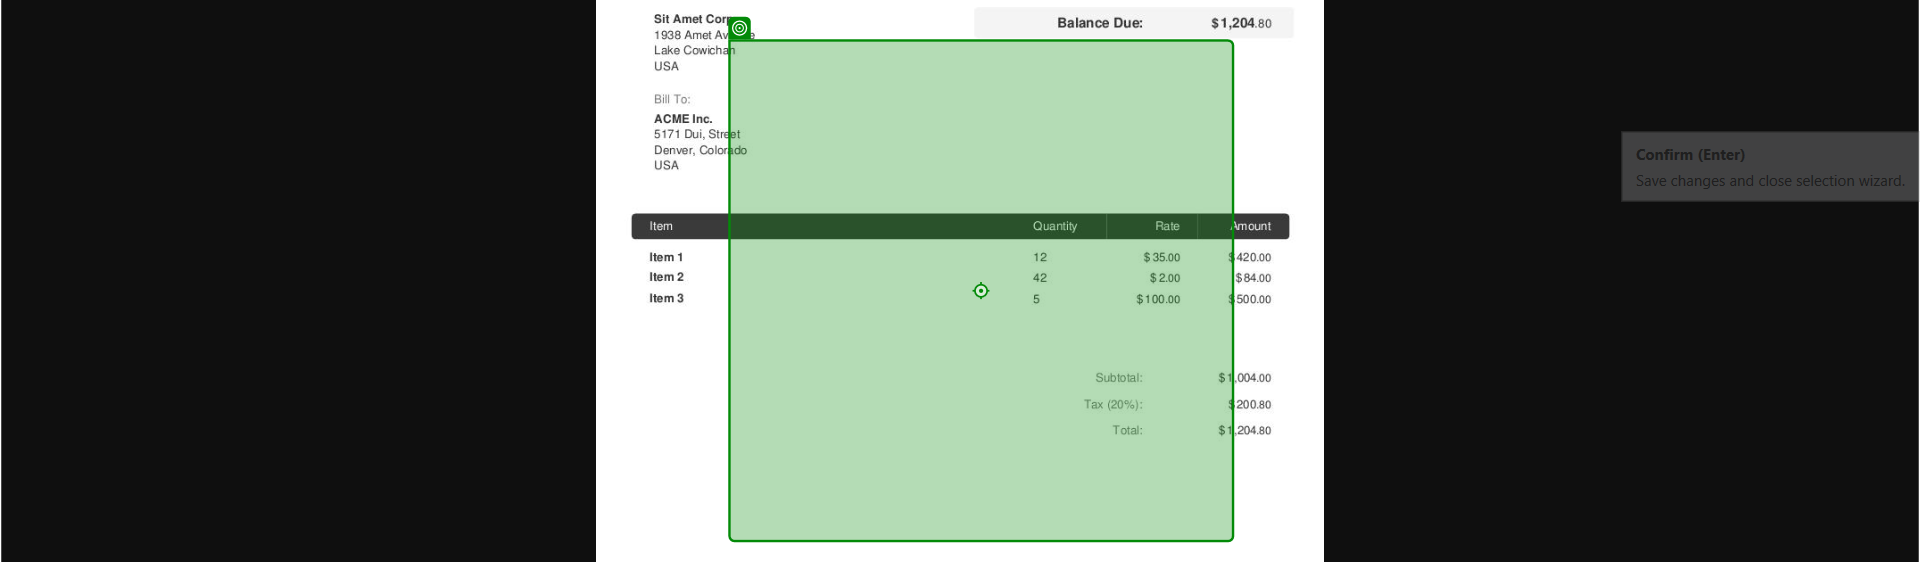 Sit Amet Corp
Balance Due: $1,204.80
1938 Amet Av e
Lake Cowichan
USA
Bill To:
ACME Inc.
5171 Dui, Street
Denver, Colorado
USA
Confirm (Enter)
Save changes and close selection wizard.
Item Quantity Rate Amount
Item 1 12 $35.00 $420.00
Item 2 42 $2.00 $84.00
Item 3 5 $100.00 $500.00
Subtotal: $1,004.00
Tax (20%): $200.80
Total: $1,204.80